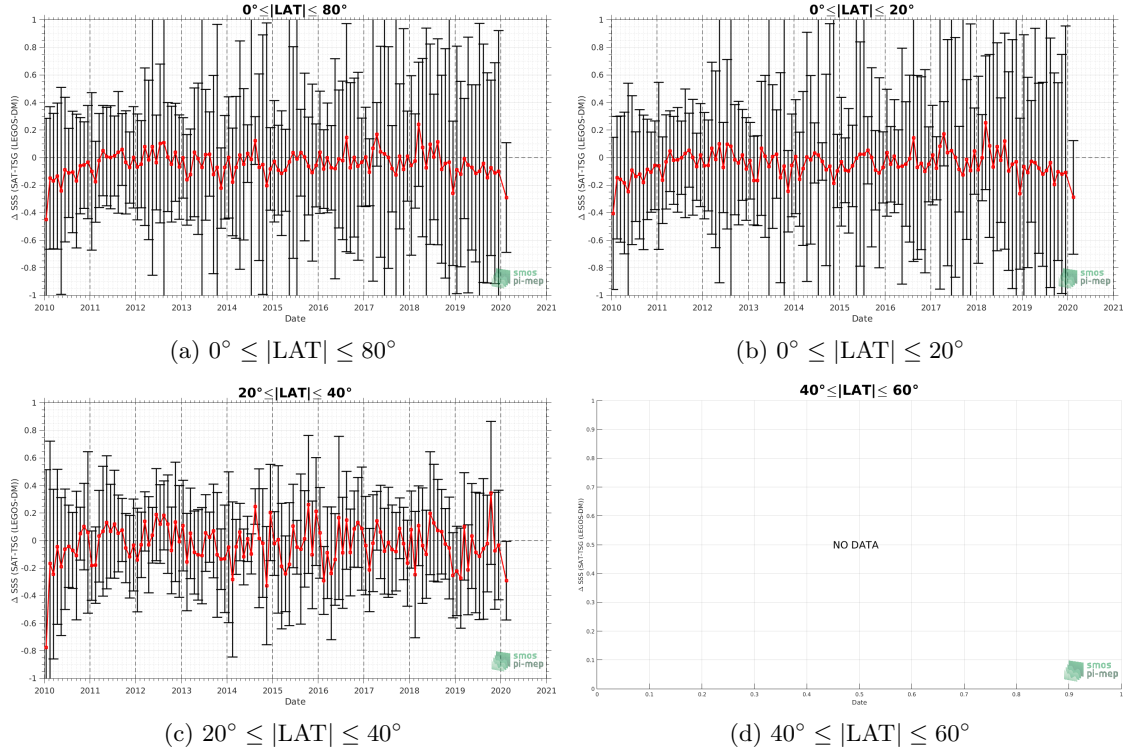 0°≤|LAT|≤ 80°
1
0.8
0.6
0.4
0.2
0
-0.2
-0.4
-0.6
-0.8
-1
Δ SSS (SAT-TSG (LEGOS-DM))
2010 2011 2012 2013 2014 2015 2016 2017 2018 2019 2020 2021
Date
smos
pi-mep
(a) 0° ≤ |LAT| ≤ 80°
0°≤|LAT|≤ 20°
1
0.8
0.6
0.4
0.2
0
-0.2
-0.4
-0.6
-0.8
-1
Δ SSS (SAT-TSG (LEGOS-DM))
2010 2011 2012 2013 2014 2015 2016 2017 2018 2019 2020 2021
Date
smos
pi-mep
(b) 0° ≤ |LAT| ≤ 20°
20°≤|LAT|≤ 40°
1
0.8
0.6
0.4
0.2
0
-0.2
-0.4
-0.6
-0.8
-1
Δ SSS (SAT-TSG (LEGOS-DM))
2010 2011 2012 2013 2014 2015 2016 2017 2018 2019 2020 2021
Date
smos
pi-mep
(c) 20° ≤ |LAT| ≤ 40°
40°≤|LAT|≤ 60°
1
0.9
0.8
0.7
0.6
0.5
0.4
0.3
0.2
0.1
0
Δ SSS (SAT-TSG (LEGOS-DM))
NO DATA
0 0.1 0.2 0.3 0.4 0.5 0.6 0.7 0.8 0.9 1
Date
smos
pi-mep
(d) 40° ≤ |LAT| ≤ 60°